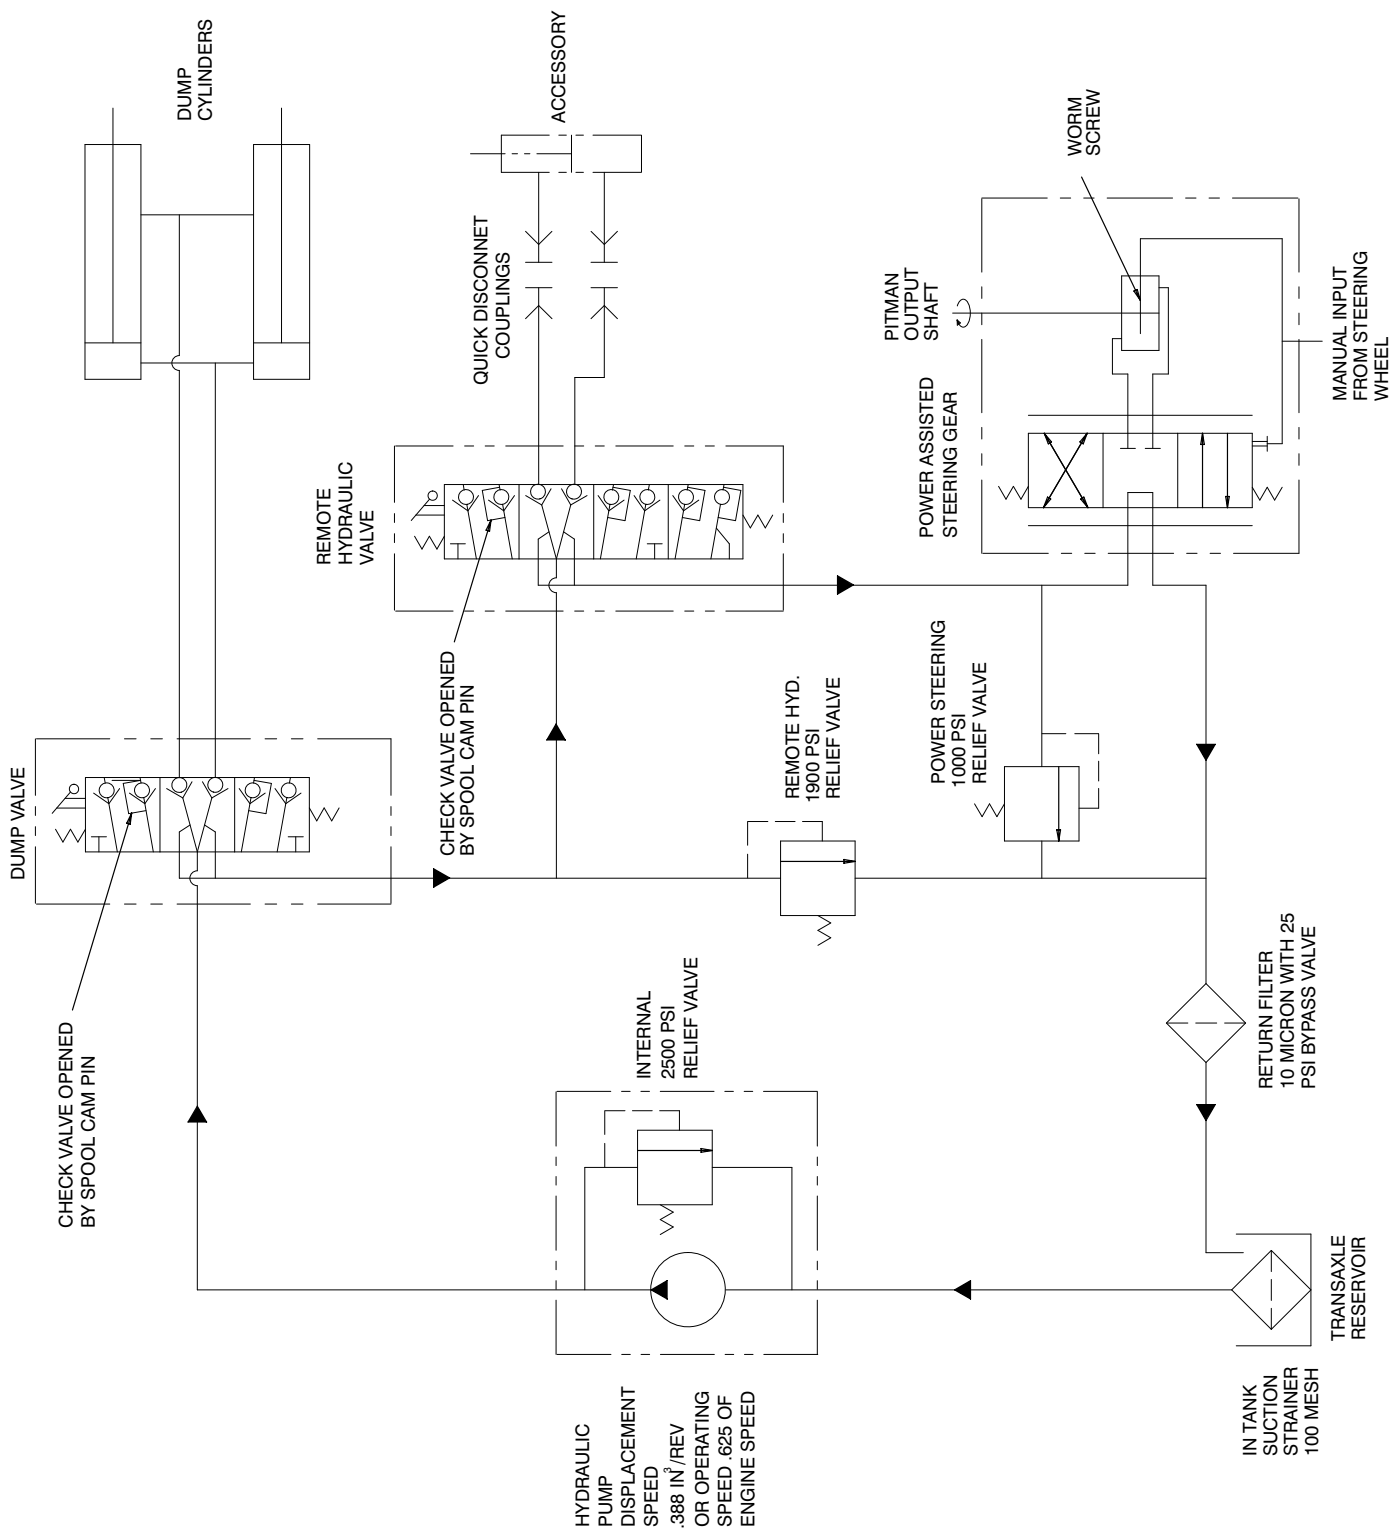 DUMP
CYLINDERS
DUMP VALVE
CHECK VALVE OPENED
BY SPOOL CAM PIN
REMOTE
HYDRAULIC
VALVE
QUICK DISCONNET
COUPLINGS
ACCESSORY
CHECK VALVE OPENED
BY SPOOL CAM PIN
HYDRAULIC
PUMP
DISPLACEMENT
SPEED
.388 IN³/REV
OR OPERATING
SPEED .625 OF
ENGINE SPEED
INTERNAL
2500 PSI
RELIEF VALVE
REMOTE HYD.
1900 PSI
RELIEF VALVE
POWER STEERING
1000 PSI
RELIEF VALVE
POWER ASSISTED
STEERING GEAR
PITMAN
OUTPUT
SHAFT
WORM
SCREW
MANUAL INPUT
FROM STEERING
WHEEL
RETURN FILTER
10 MICRON WITH 25
PSI BYPASS VALVE
IN TANK
SUCTION
STRAINER
100 MESH
TRANSAXLE
RESERVOIR